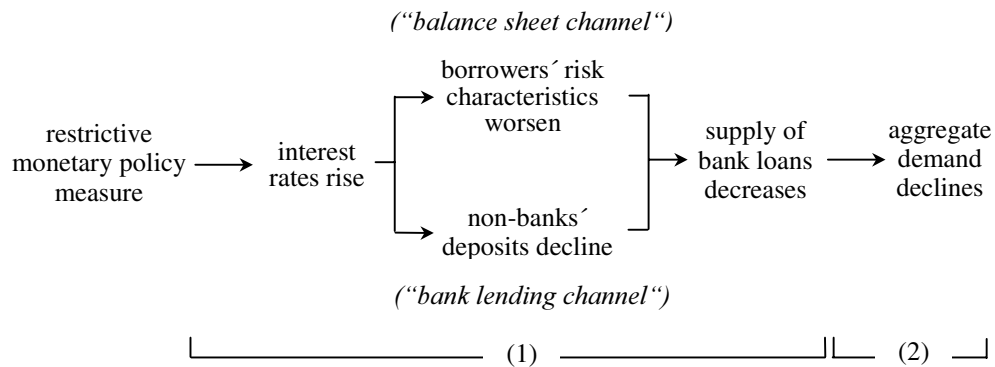 (“balance sheet channel“)
borrowers´ risk
characteristics
worsen
restrictive
monetary policy
measure
interest
rates rise
supply of
bank loans
decreases
aggregate
demand
declines
non-banks´
deposits decline
(“bank lending channel“)
(1)
(2)